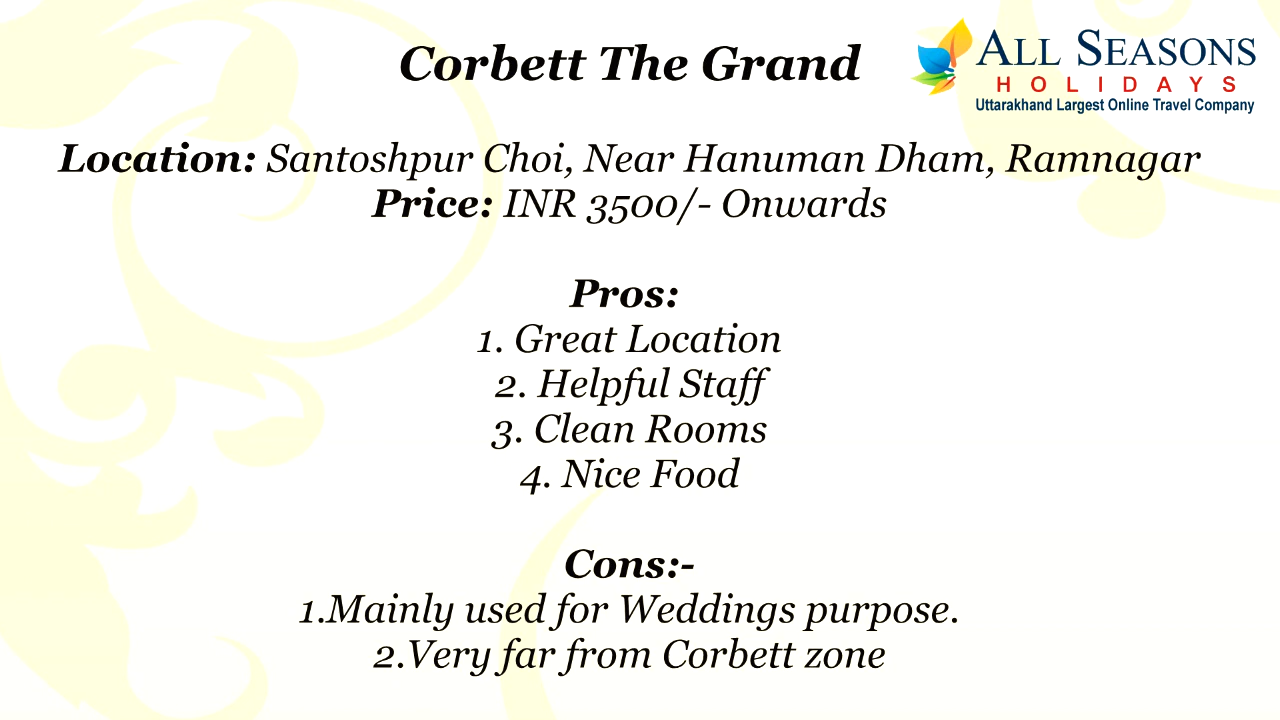 Corbett The Grand
ALL SEASONS
HOLIDAYS
Uttarakhand Largest Online Travel Company
Location: Santoshpur Choi, Near Hanuman Dham, Ramnagar
Price: INR 3500/- Onwards
Pros:
1. Great Location
2. Helpful Staff
3. Clean Rooms
4. Nice Food
Cons:-
1.Mainly used for Weddings purpose.
2.Very far from Corbett zone